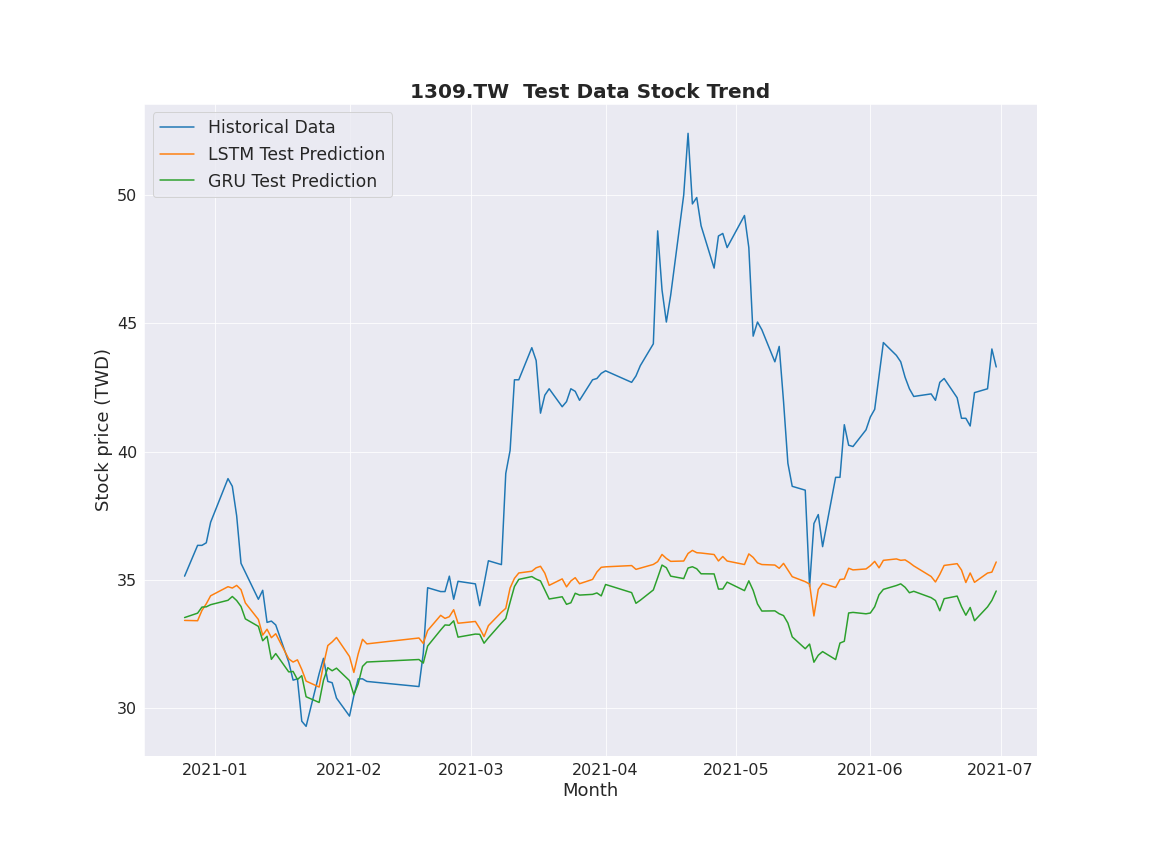 1309.TW  Test Data Stock Trend
Historical Data
LSTM Test Prediction
GRU Test Prediction
Stock price (TWD)
50
45
40
35
30
2021-01 2021-02 2021-03 2021-04 2021-05 2021-06 2021-07
Month